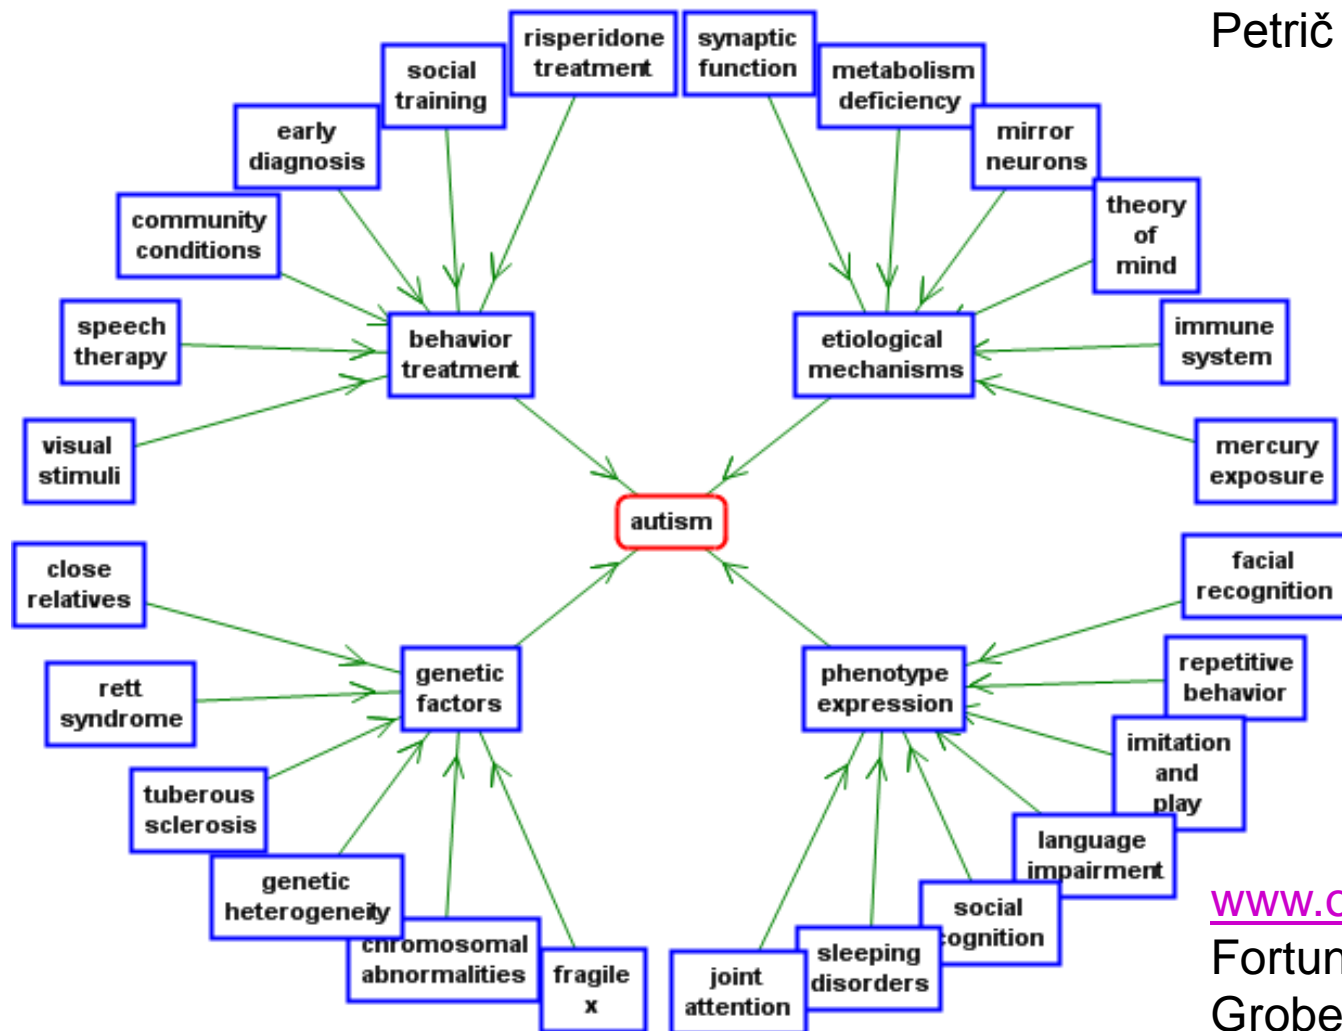 Petrič
risperidone
treatment
synaptic
function
social
training
metabolism
deficiency
early
diagnosis
mirror
neurons
community
conditions
theory
of
mind
speech
therapy
behavior
treatment
etiological
mechanisms
immune
system
visual
stimuli
mercury
exposure
autism
close
relatives
facial
recognition
rett
syndrome
genetic
factors
phenotype
expression
repetitive
behavior
tuberous
sclerosis
imitation
and
play
genetic
heterogeneity
language
impairment
chromosomal
abnormalities
fragile
x
joint
attention
sleeping
disorders
social
cognition
www.
Grobe